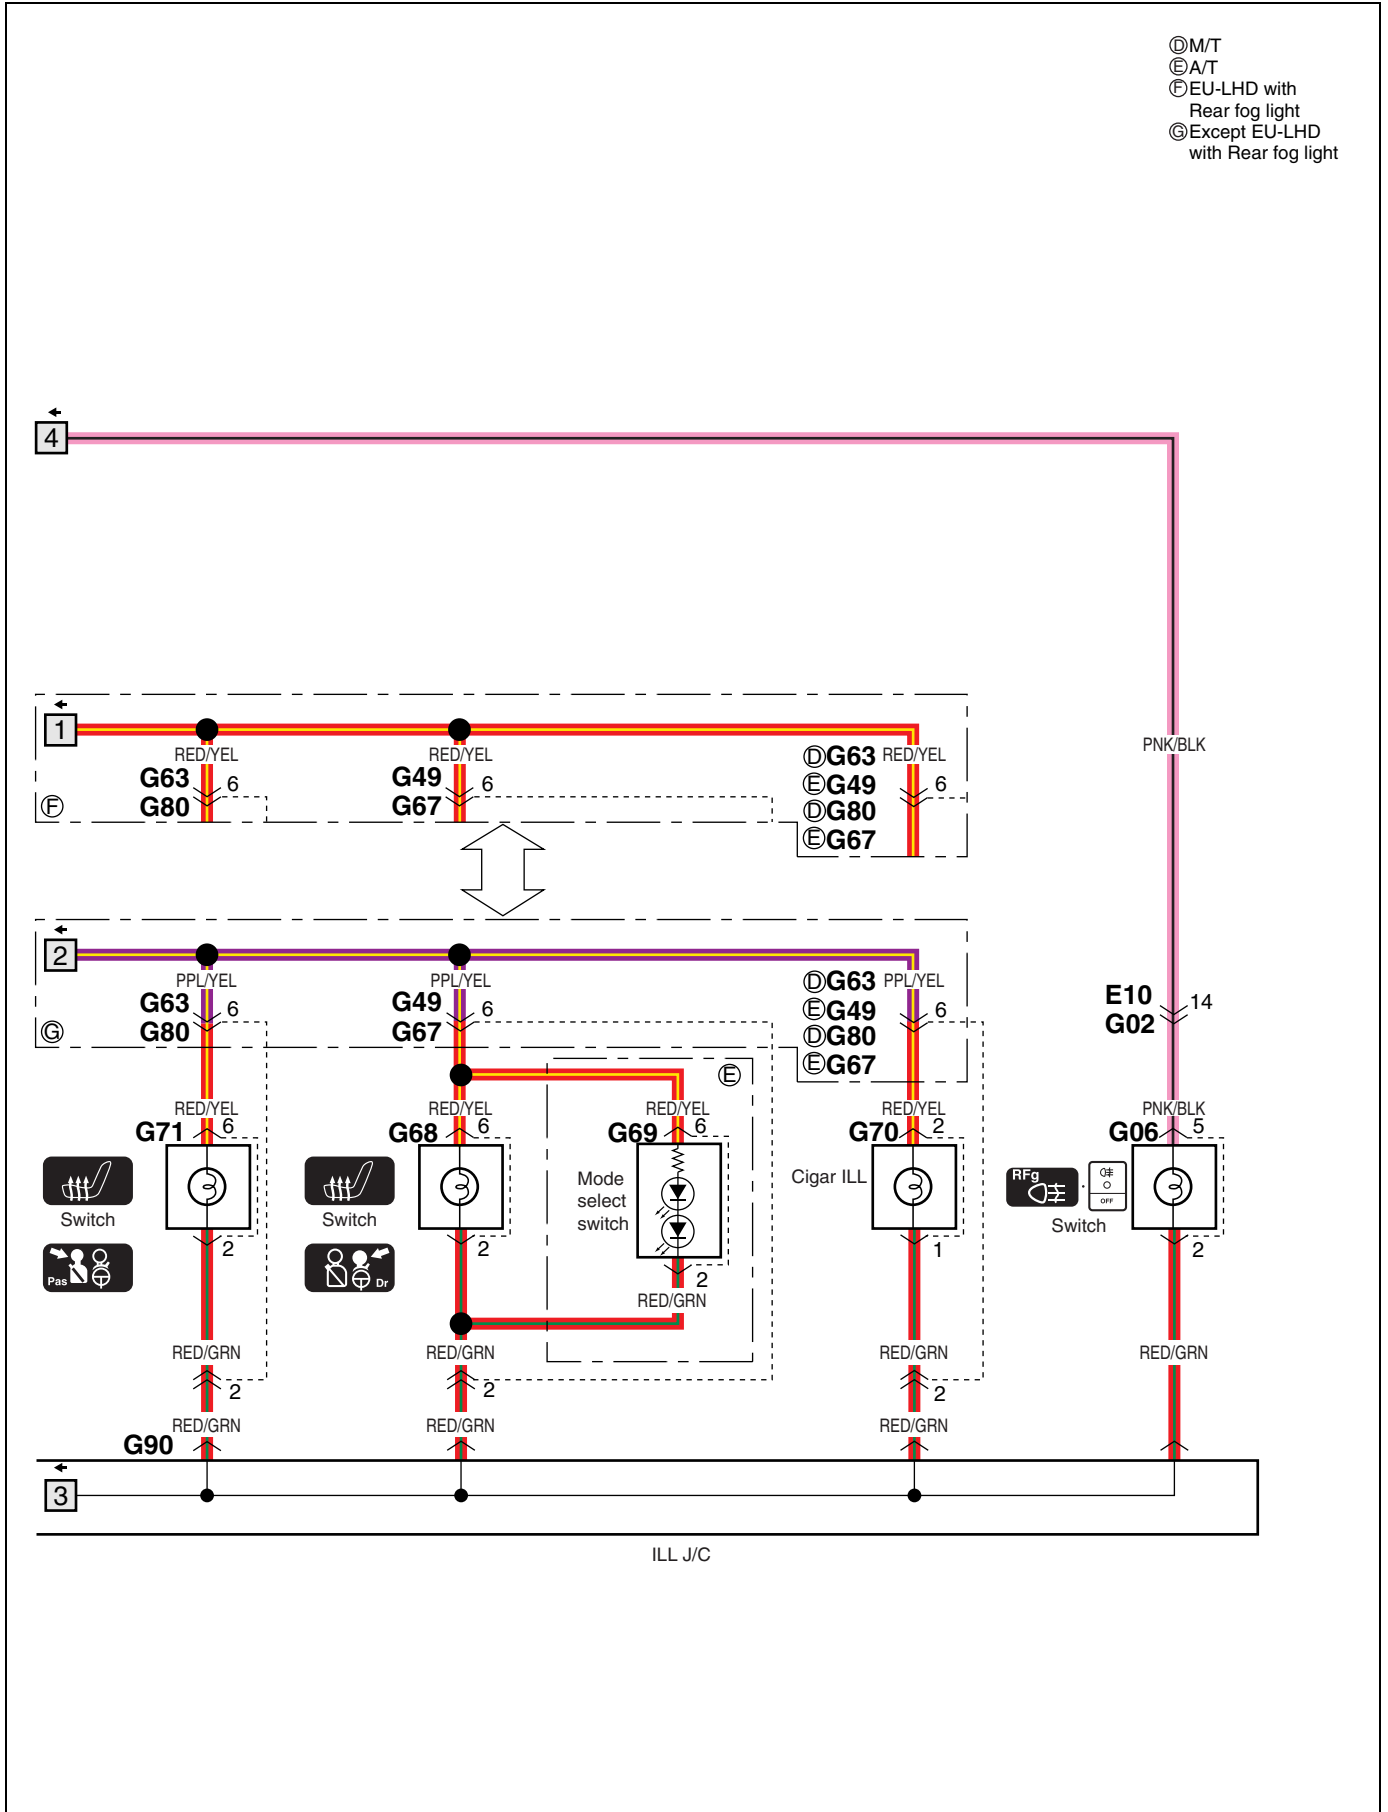 ⒹM/T
ⒺA/T
ⒻEU-LHD with
Rear fog light
ⒼExcept EU-LHD
with Rear fog light
4
PNK/BLK
1
RED/YEL
RED/YEL
RED/YEL
G63
G80
6
G49
G67
6
ⒹG63
ⒺG49
ⒹG80
ⒺG67
6
Ⓕ
2
PPL/YEL
PPL/YEL
PPL/YEL
G63
G80
6
G49
G67
6
ⒹG63
ⒺG49
ⒹG80
ⒺG67
6
Ⓖ
E10
G02
14
Ⓔ
RED/YEL
RED/YEL
RED/YEL
RED/YEL
PNK/BLK
G71
6
G68
6
G69
6
G70
2
G06
5
Switch
Pas
2
Switch
Dr
2
Mode
select
switch
2
RED/GRN
Cigar ILL
1
RFg
OFF
Switch
2
RED/GRN
RED/GRN
RED/GRN
RED/GRN
2
2
2
RED/GRN
RED/GRN
RED/GRN
G90
3
ILL J/C